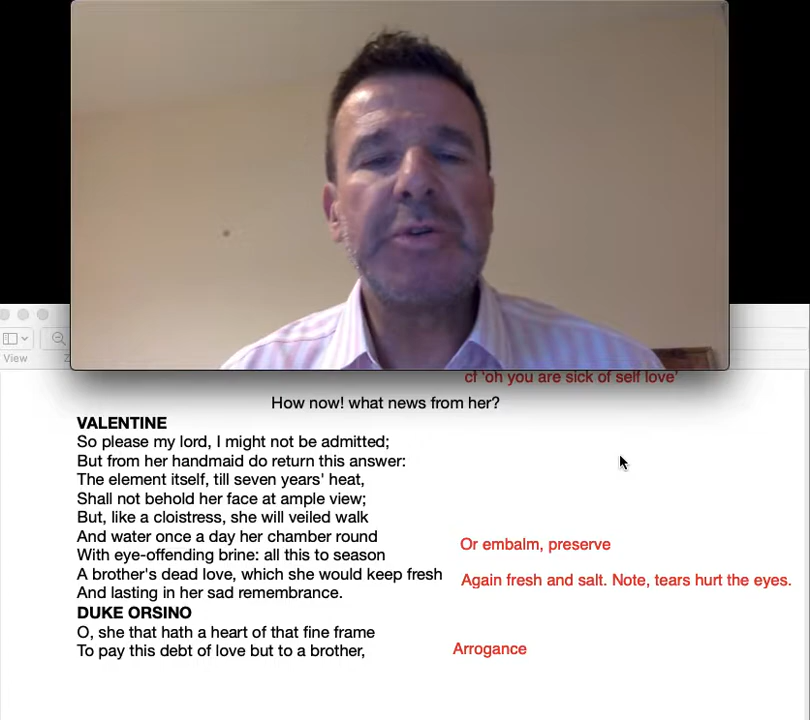 View
cf 'oh you are sick of self love'
How now! what news from her?
VALENTINE
So please my lord, I might not be admitted;
But from her handmaid do return this answer:
The element itself, till seven years' heat,
Shall not behold her face at ample view;
But, like a cloistress, she will veiled walk
And water once a day her chamber round
Or embalm, preserve
With eye-offending brine: all this to season
A brother's dead love, which she would keep fresh
Again fresh and salt. Note, tears hurt the eyes.
And lasting in her sad remembrance.
DUKE ORSINO
O, she that hath a heart of that fine frame
To pay this debt of love but to a brother,
Arrogance